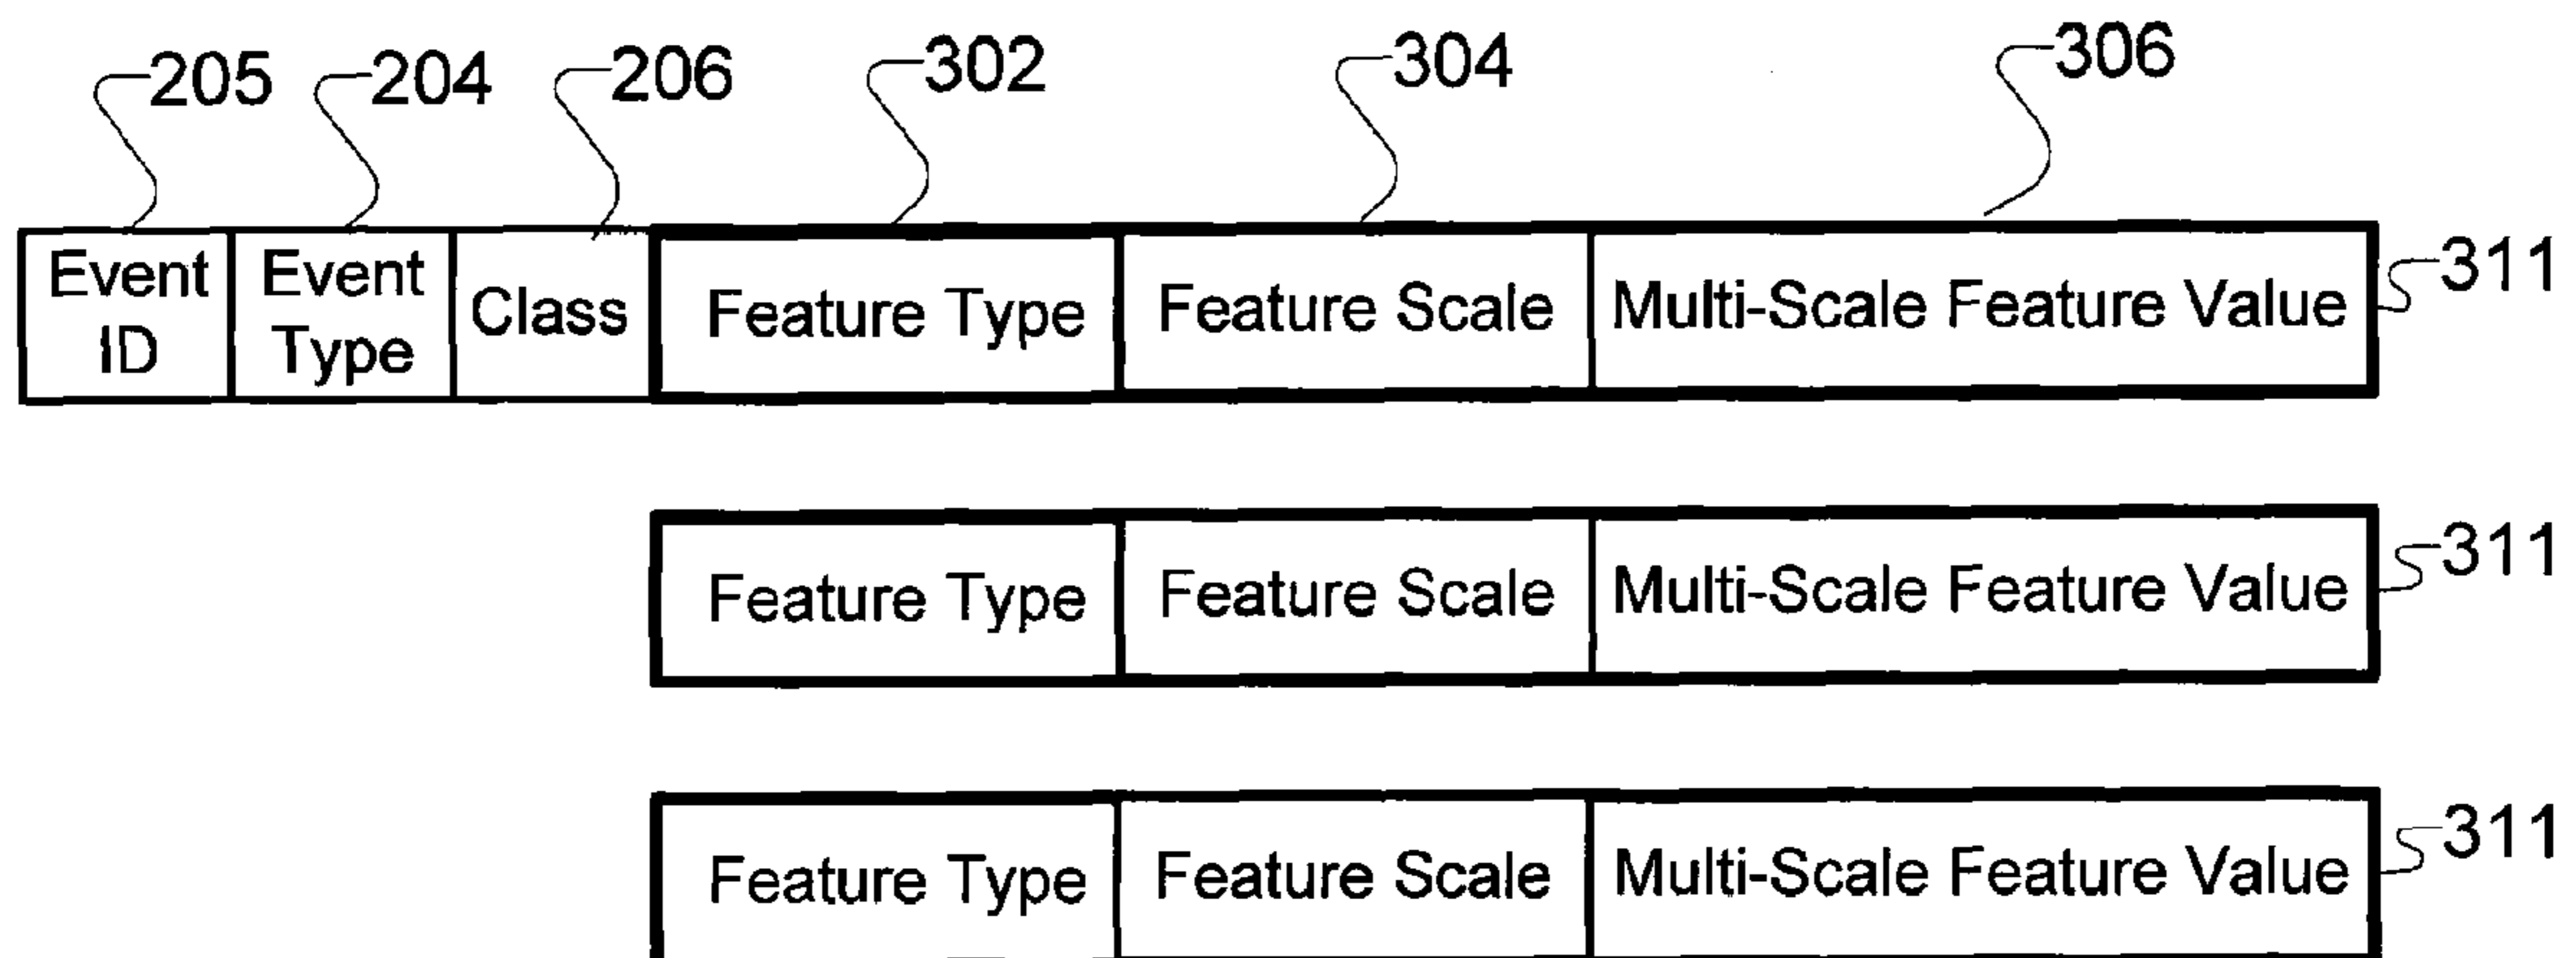 205 204 206 302 304 306
Event ID Event Type Class Feature Type Feature Scale Multi-Scale Feature Value 311
Feature Type Feature Scale Multi-Scale Feature Value 311
Feature Type Feature Scale Multi-Scale Feature Value 311